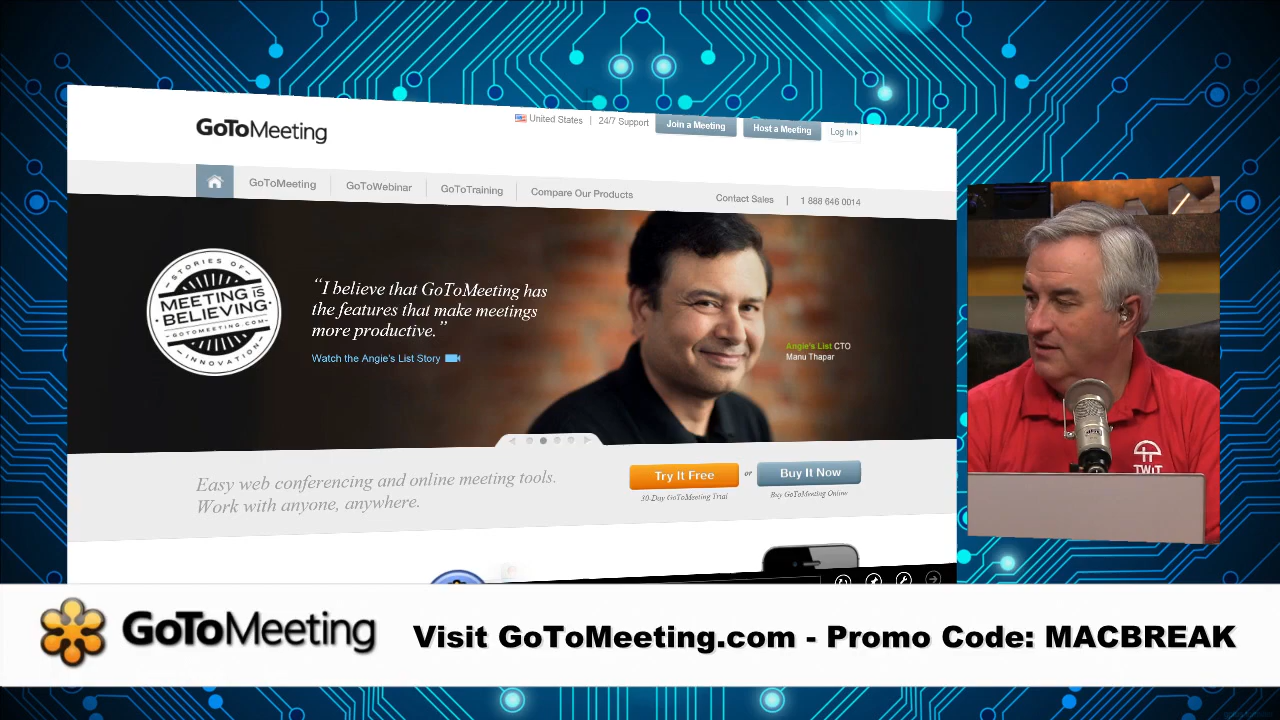 GoToMeeting
United States | 24/7 Support
Join a Meeting
Host a Meeting
Log In
GoToMeeting
GoToWebinar
GoToTraining
Compare Our Products
Contact Sales | 1 888 646 0014
STORIES OF
MEETING IS
BELIEVING
GOTOMEETING.COM
INNOVATION
“I believe that GoToMeeting has
the features that make meetings
more productive.”
Watch the Angie's List Story
Angie's List CTO
Manu Thapar
Easy web conferencing and online meeting tools.
Work with anyone, anywhere.
Try It Free
or
Buy It Now
30-Day GoToMeeting Trial
Buy GoToMeeting Online
TWiT
GoToMeeting
Visit GoToMeeting.com - Promo Code: MACBREAK